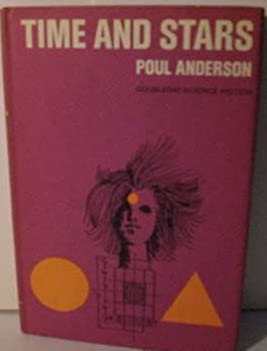 TIME AND STARS
POUL ANDERSON
DOUBLEDAY SCIENCE FICTION